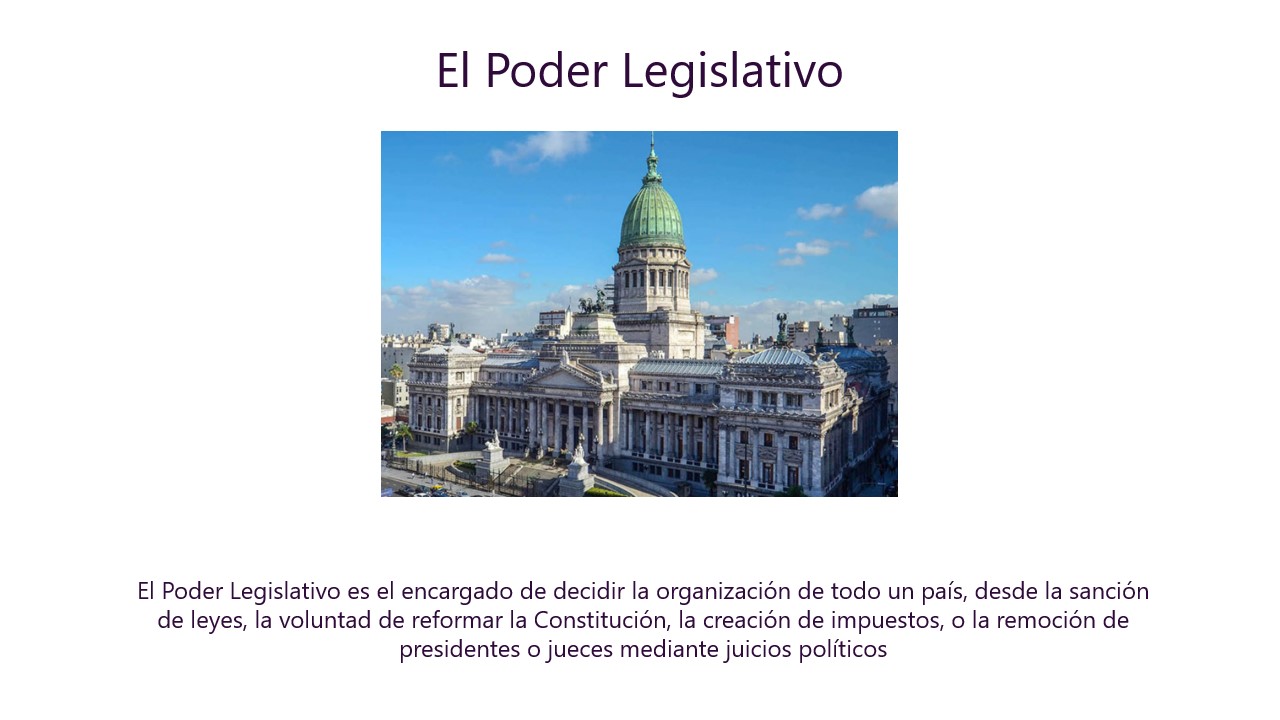 El Poder Legislativo
El Poder Legislativo es el encargado de decidir la organización de todo un país, desde la sanción
de leyes, la voluntad de reformar la Constitución, la creación de impuestos, o la remoción de
presidentes o jueces mediante juicios políticos